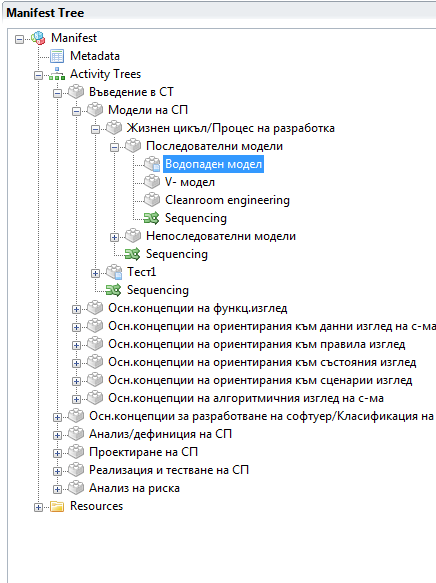 Manifest Tree
Manifest
Metadata
Activity Trees
Въведение в СТ
Модели на СП
Жизнен цикъл/Процес на разработка
Последователни модели
Водопаден модел
V- модел
Cleanroom engineering
Sequencing
Непоследователни модели
Sequencing
Тест1
Sequencing
Осн.концепции на функц.изглед
Осн.концепции на ориентирания към данни изглед на с-ма
Осн.концепции на ориентирания към правила изглед
Осн.концепции на ориентирания към състояния изглед
Осн.концепции на ориентирания към сценарии изглед
Осн.концепции на алгоритмичния изглед на с-ма
Осн.концепции за разработване на софтуер/Класификация на
Анализ/дефиниция на СП
Проектиране на СП
Реализация и тестване на СП
Анализ на риска
Resources